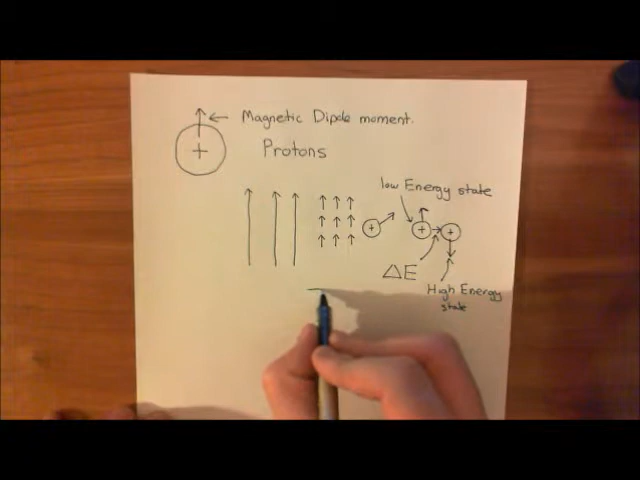 Magnetic Dipole moment.
+
Protons
low Energy state
+
+
+
ΔE
High Energy
state